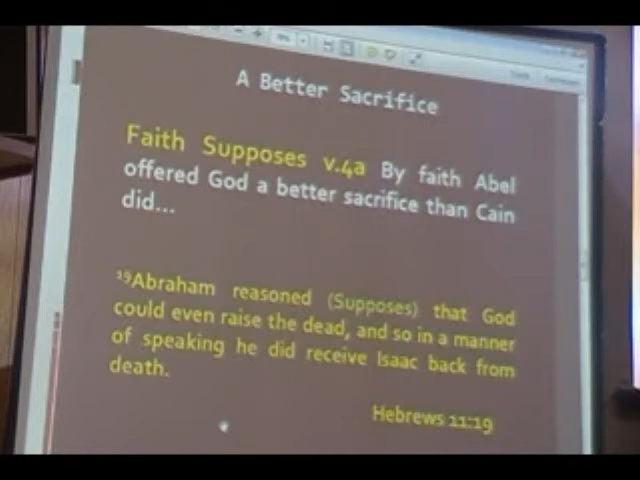 A Better Sacrifice
Faith Supposes v.4a By faith Abel
offered God a better sacrifice than Cain
did...
¹⁹Abraham reasoned (Supposes) that God
could even raise the dead, and so in a manner
of speaking he did receive Isaac back from
death.
Hebrews 11:19